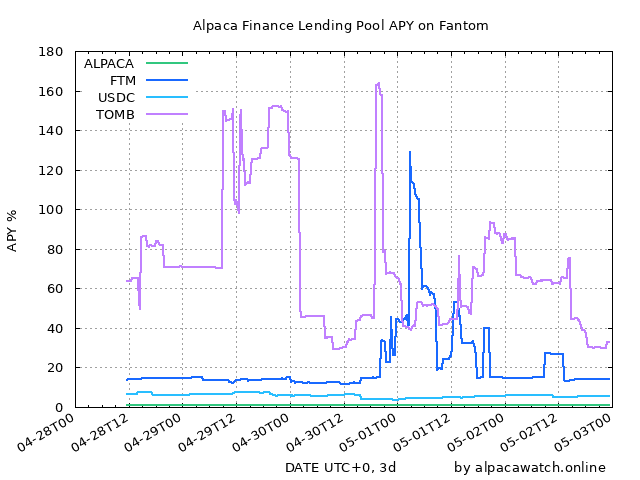 Alpaca Finance Lending Pool APY on Fantom
180
160
140
120
100
80
60
40
20
0
APY %
ALPACA
FTM
USDC
TOMB
04-28T00
04-28T12
04-29T00
04-29T12
04-30T00
04-30T12
05-01T00
05-01T12
05-02T00
05-02T12
05-03T00
DATE UTC+0, 3d
by alpacawatch.online